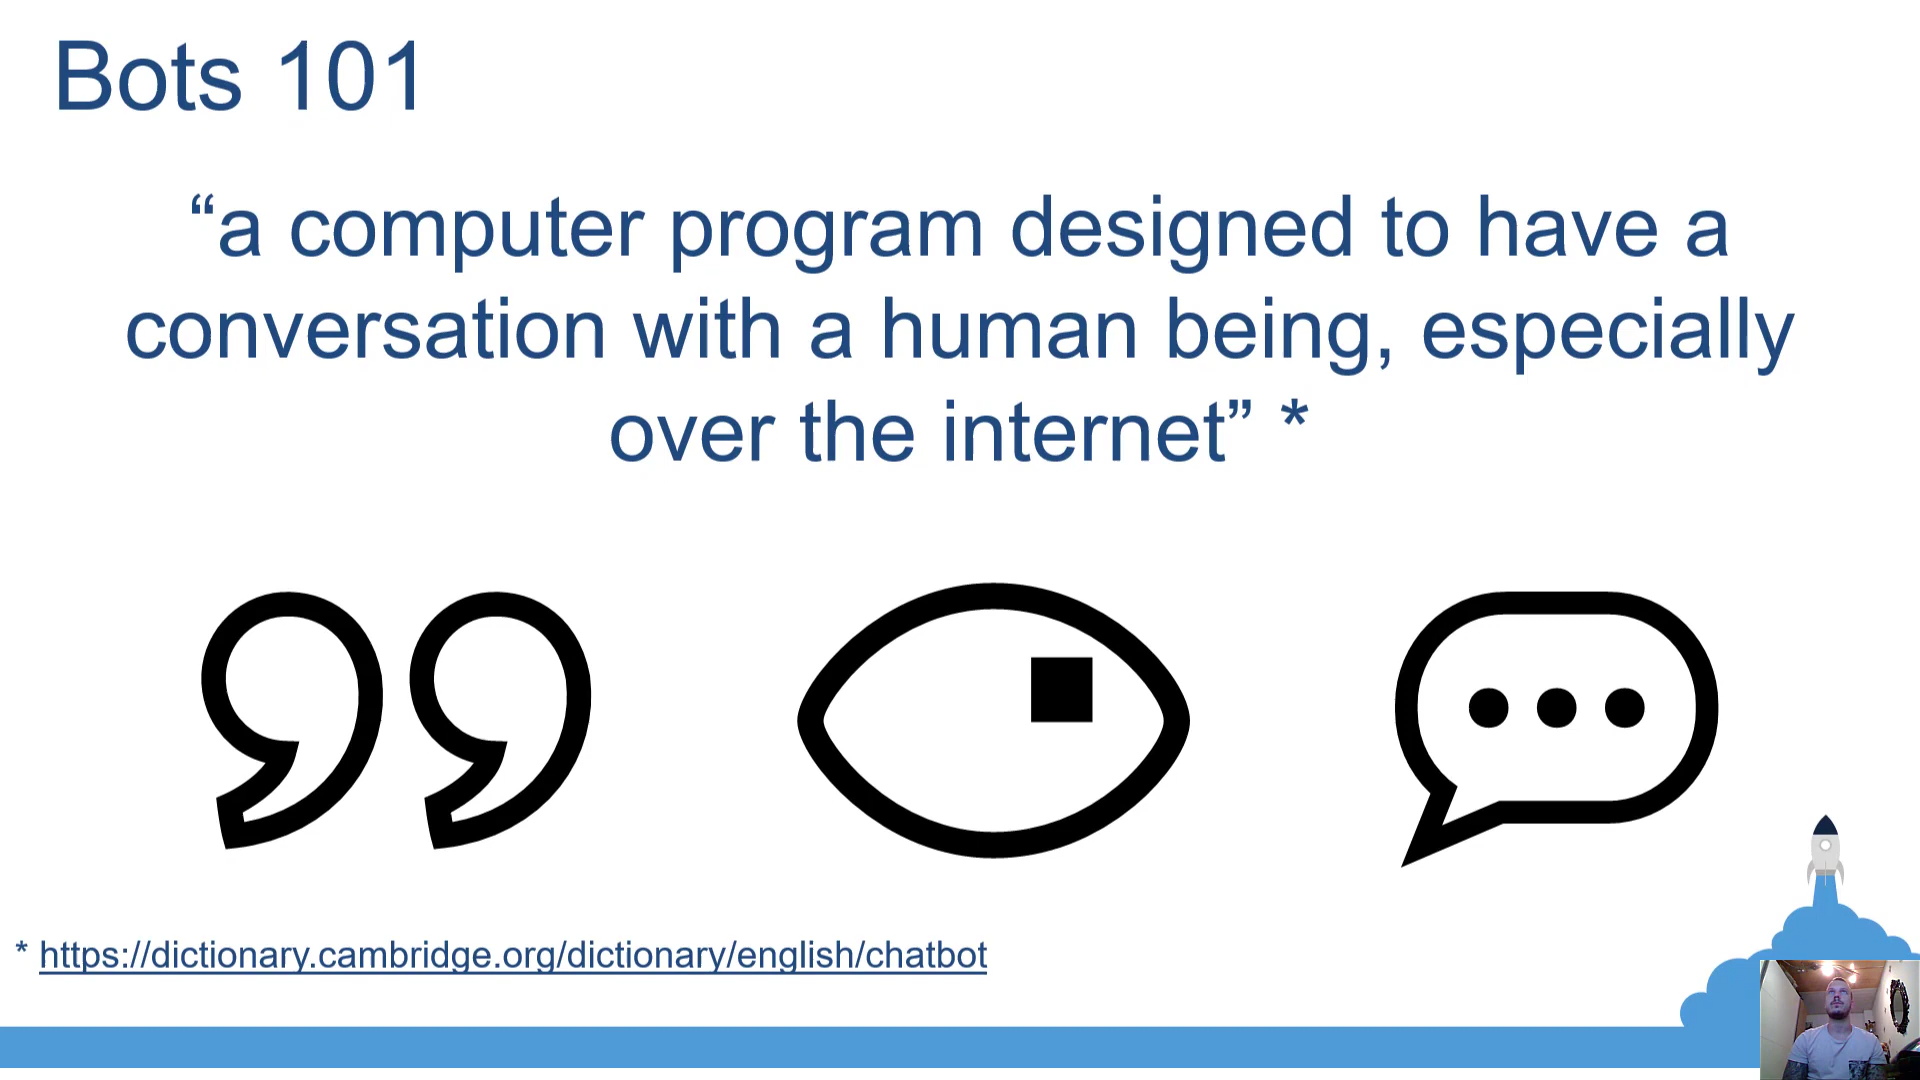 Bots 101
“a computer program designed to have a
conversation with a human being, especially
over the internet” *
* https://dictionary.cambridge.org/dictionary/english/chatbot